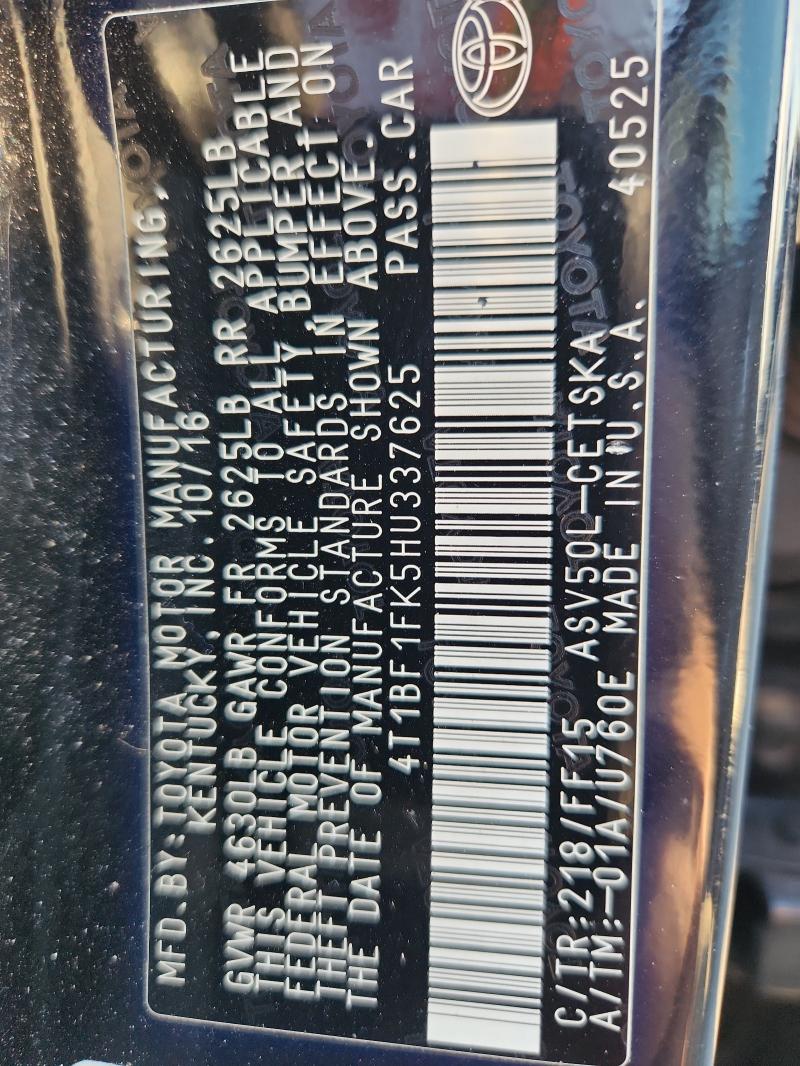 MFD.BY:TOYOTA MOTOR MANUFACTURING,
KENTUCKY, INC. 10/16
GVWR 4630LB GAWR FR 2625LB RR 2625LB
THIS VEHICLE CONFORMS TO ALL APPLICABLE
FEDERAL MOTOR VEHICLE SAFETY, BUMPER AND
THEFT PREVENTION STANDARDS IN EFFECT ON
THE DATE OF MANUFACTURE SHOWN ABOVE.
4T1BF1FK5HU337625 PASS.CAR
C/TR:218/FF15 ASV50L-CETSKA 40525
A/TM:-01A/U760E MADE IN U.S.A.